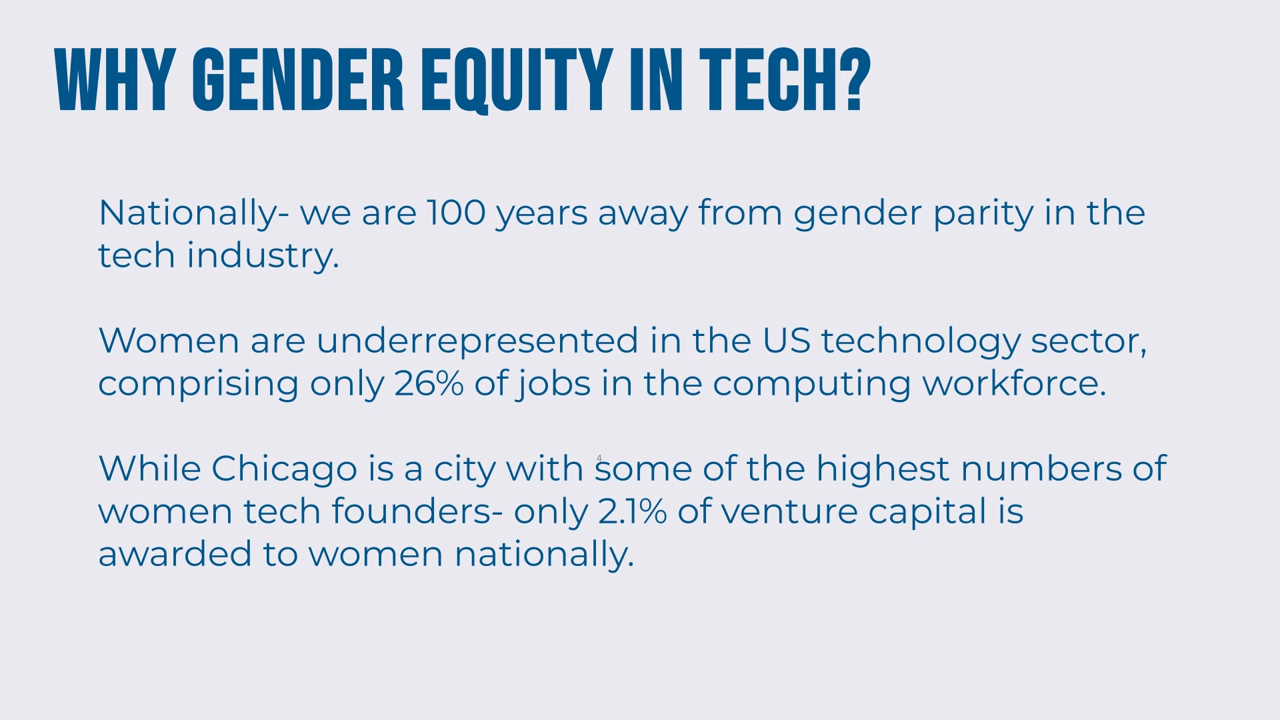 WHY GENDER EQUITY IN TECH?
Nationally- we are 100 years away from gender parity in the
tech industry.
Women are underrepresented in the US technology sector,
comprising only 26% of jobs in the computing workforce.
4
While Chicago is a city with some of the highest numbers of
women tech founders- only 2.1% of venture capital is
awarded to women nationally.